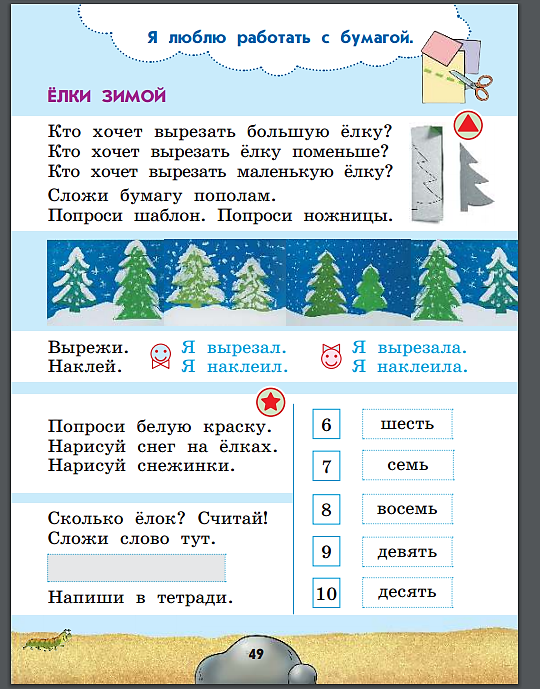 Я люблю работать с бумагой.
ЁЛКИ ЗИМОЙ
Кто хочет вырезать большую ёлку?
Кто хочет вырезать ёлку поменьше?
Кто хочет вырезать маленькую ёлку?
Сложи бумагу пополам.
Попроси шаблон. Попроси ножницы.
Вырежи.
Наклей.
Я вырезал.
Я наклеил.
Я вырезала.
Я наклеила.
Попроси белую краску.
Нарисуй снег на ёлках.
Нарисуй снежинки.
Сколько ёлок? Считай!
Сложи слово тут.
Напиши в тетради.
6 шесть
7 семь
8 восемь
9 девять
10 десять
49